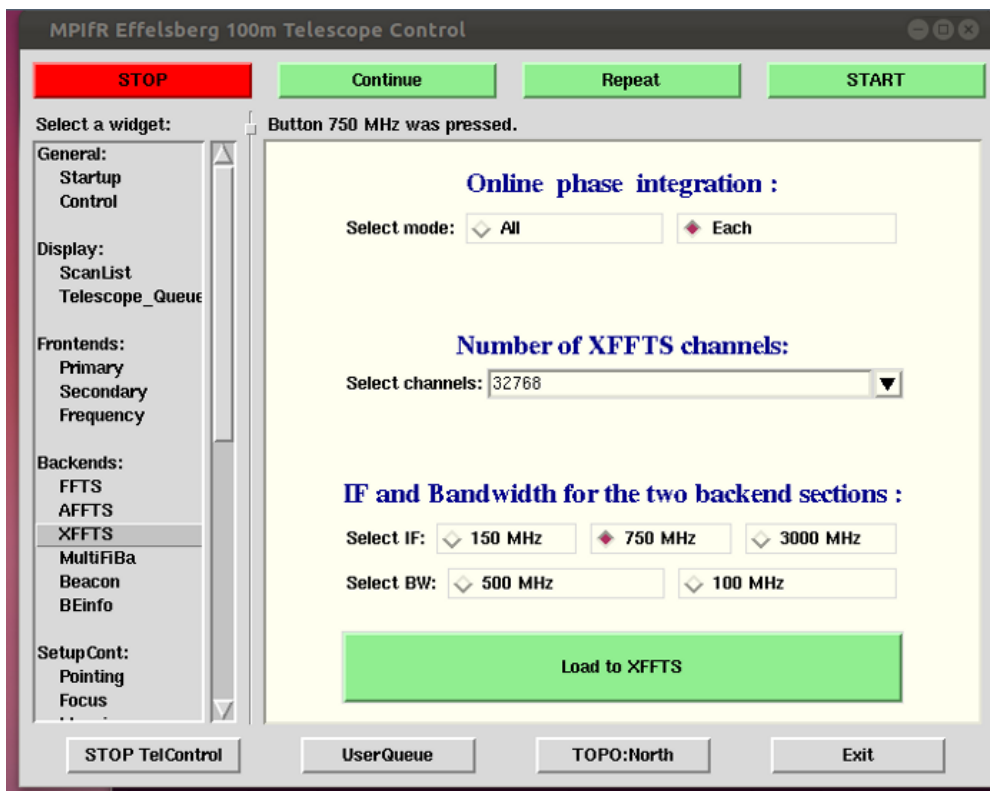 MPIfR Effelsberg 100m Telescope Control
STOP Continue Repeat START
Select a widget:
Button 750 MHz was pressed.
General:
Startup
Control
Display:
ScanList
Telescope_Queue
Frontends:
Primary
Secondary
Frequency
Backends:
FFTS
AFFTS
XFFTS
MultiFiBa
Beacon
BEinfo
SetupCont:
Pointing
Focus
Online phase integration :
Select mode: All Each
Number of XFFTS channels:
Select channels: 32768
IF and Bandwidth for the two backend sections :
Select IF: 150 MHz 750 MHz 3000 MHz
Select BW: 500 MHz 100 MHz
Load to XFFTS
STOP TelControl UserQueue TOPO:North Exit